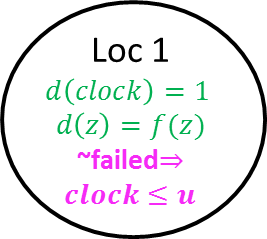 Loc 1
d(clock) = 1
d(z) = f(z)
~failed⇒
clock ≤ u